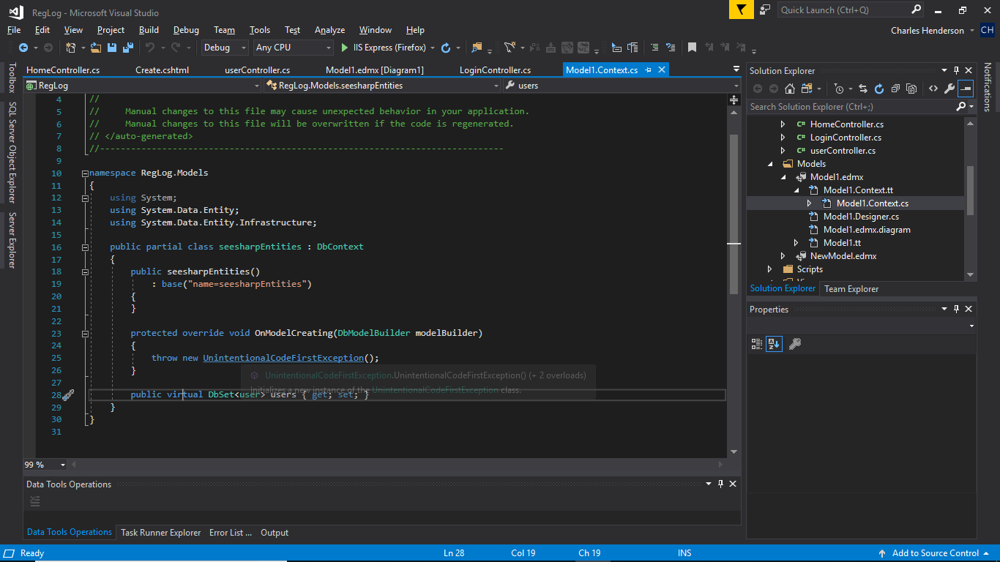 RegLog - Microsoft Visual Studio
Quick Launch (Ctrl+Q)
File Edit View Project Build Debug Team Tools Test Analyze Window Help
Charles Henderson CH
Debug Any CPU IIS Express (Firefox)
HomeController.cs Create.cshtml userController.cs Model1.edmx [Diagram1] LoginController.cs Model1.Context.cs
RegLog RegLog.Models.seesharpEntities users
Toolbox
SQL Server Object Explorer
Server Explorer
4 //
5 // Manual changes to this file may cause unexpected behavior in your application.
6 // Manual changes to this file will be overwritten if the code is regenerated.
7 // </auto-generated>
8 //------------------------------------------------------------------------------
9
10 namespace RegLog.Models
11 {
12 using System;
13 using System.Data.Entity;
14 using System.Data.Entity.Infrastructure;
15
16 public partial class seesharpEntities : DbContext
17 {
18 public seesharpEntities()
19 : base("name=seesharpEntities")
20 {
21 }
22
23 protected override void OnModelCreating(DbModelBuilder modelBuilder)
24 {
25 throw new UnintentionalCodeFirstException();
26 }
UnintentionalCodeFirstException.UnintentionalCodeFirstException() (+ 2 overloads)
Initializes a new instance of the UnintentionalCodeFirstException class.
27
28 public virtual DbSet<user> users { get; set; }
29 }
30 }
31
99 %
Data Tools Operations
Data Tools Operations Task Runner Explorer Error List ... Output
Solution Explorer
Search Solution Explorer (Ctrl+;)
C# HomeController.cs
C# LoginController.cs
C# userController.cs
Models
Model1.edmx
Model1.Context.tt
Model1.Context.cs
Model1.Designer.cs
Model1.edmx.diagram
Model1.tt
NewModel.edmx
Scripts
Solution Explorer Team Explorer
Properties
Notifications
Ready Ln 28 Col 19 Ch 19 INS Add to Source Control